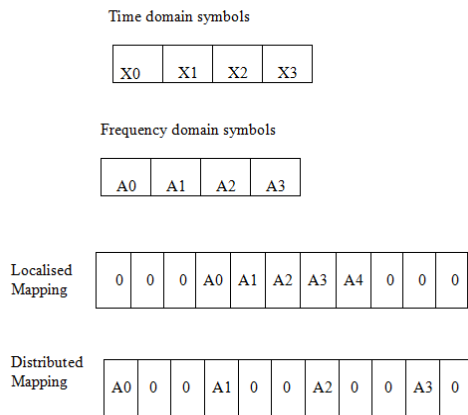 Time domain symbols
X0 X1 X2 X3
Frequency domain symbols
A0 A1 A2 A3
Localised
Mapping
0 0 0 A0 A1 A2 A3 A4 0 0 0
Distributed
Mapping
A0 0 0 A1 0 0 A2 0 0 A3 0